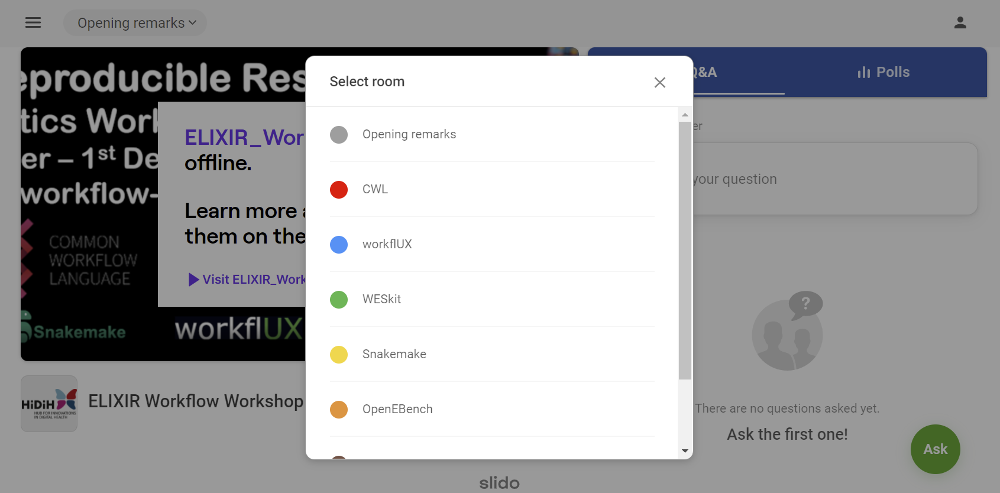 Opening remarks
eproducible Res
tics Work
er – 1st De
workflow-
COMMON
WORKFLOW
LANGUAGE
Snakemake
workflUX
ELIXIR_Wor
offline.
Learn more
them on the
Visit ELIXIR_Work
HiDiH
HUB FOR INNOVATIONS
IN DIGITAL HEALTH
ELIXIR Workflow Workshop
Select room
Opening remarks
CWL
workflUX
WESkit
Snakemake
OpenEBench
Q&A
Polls
er
your question
?
There are no questions asked yet.
Ask the first one!
Ask
slido